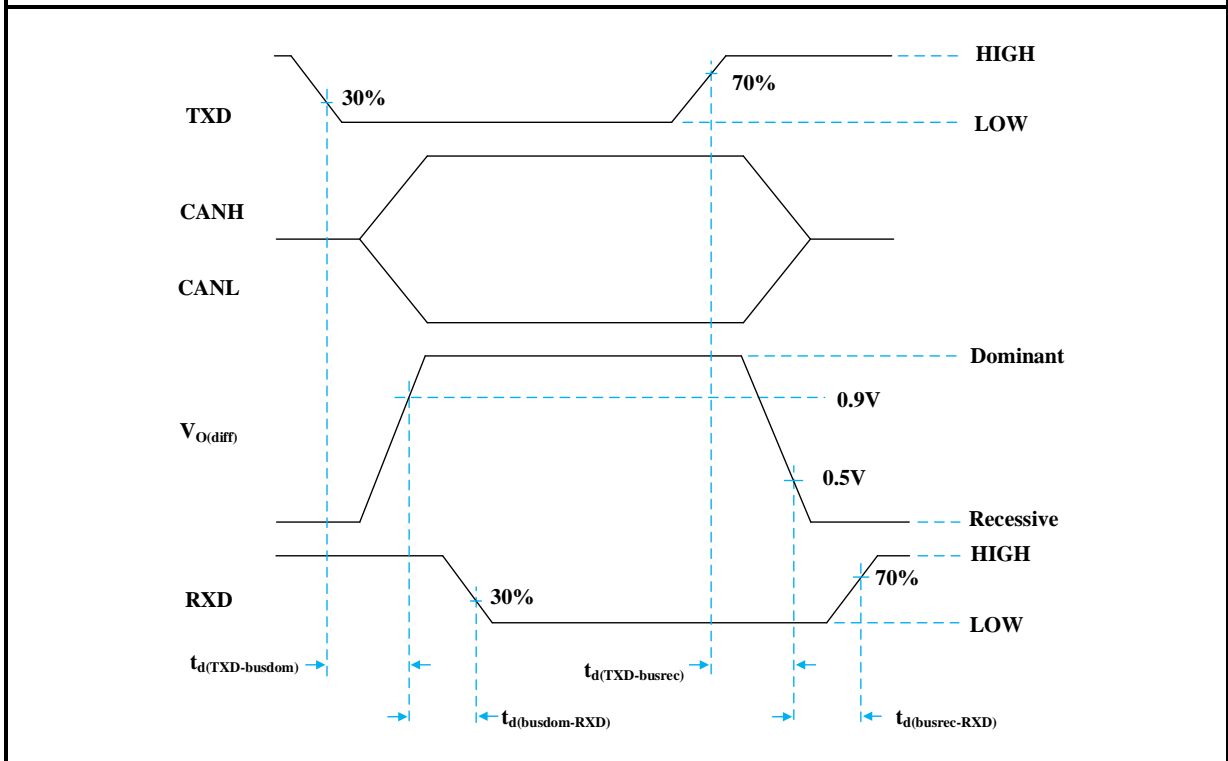 HIGH
30%
70%
TXD
LOW
CANH
CANL
Dominant
0.9V
VO(diff)
0.5V
Recessive
HIGH
70%
RXD
30%
LOW
td(TXD-busdom)
td(TXD-busrec)
td(busdom-RXD)
td(busrec-RXD)